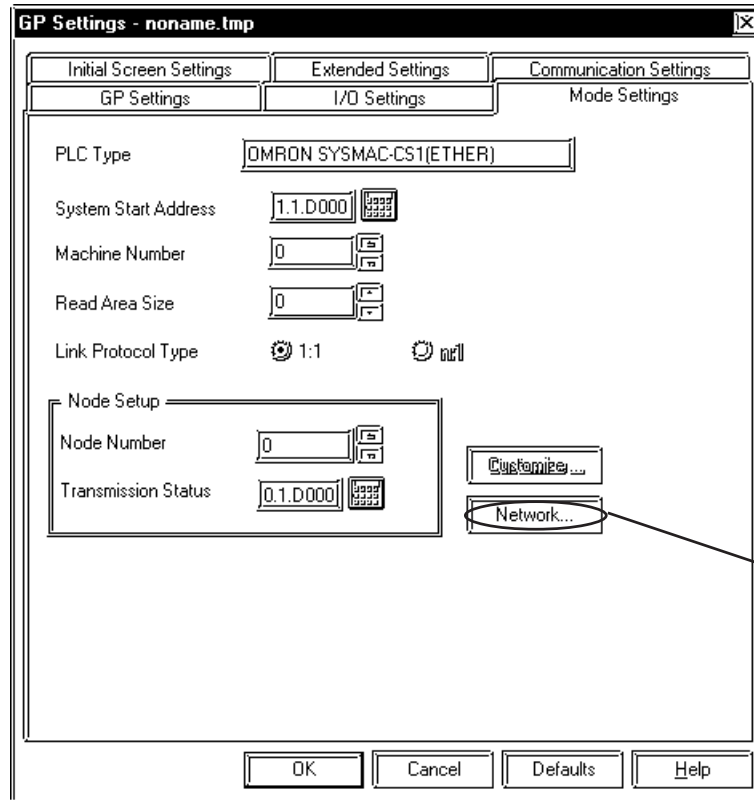 GP Settings - noname.tmp
Initial Screen Settings Extended Settings Communication Settings
GP Settings I/O Settings Mode Settings
PLC Type OMRON SYSMAC-CS1(ETHER)
System Start Address 1.1.D000
Machine Number 0
Read Area Size 0
Link Protocol Type 1:1 n:1
Node Setup
Node Number 0
Transmission Status 0.1.D000
Customize...
Network...
OK Cancel Defaults Help